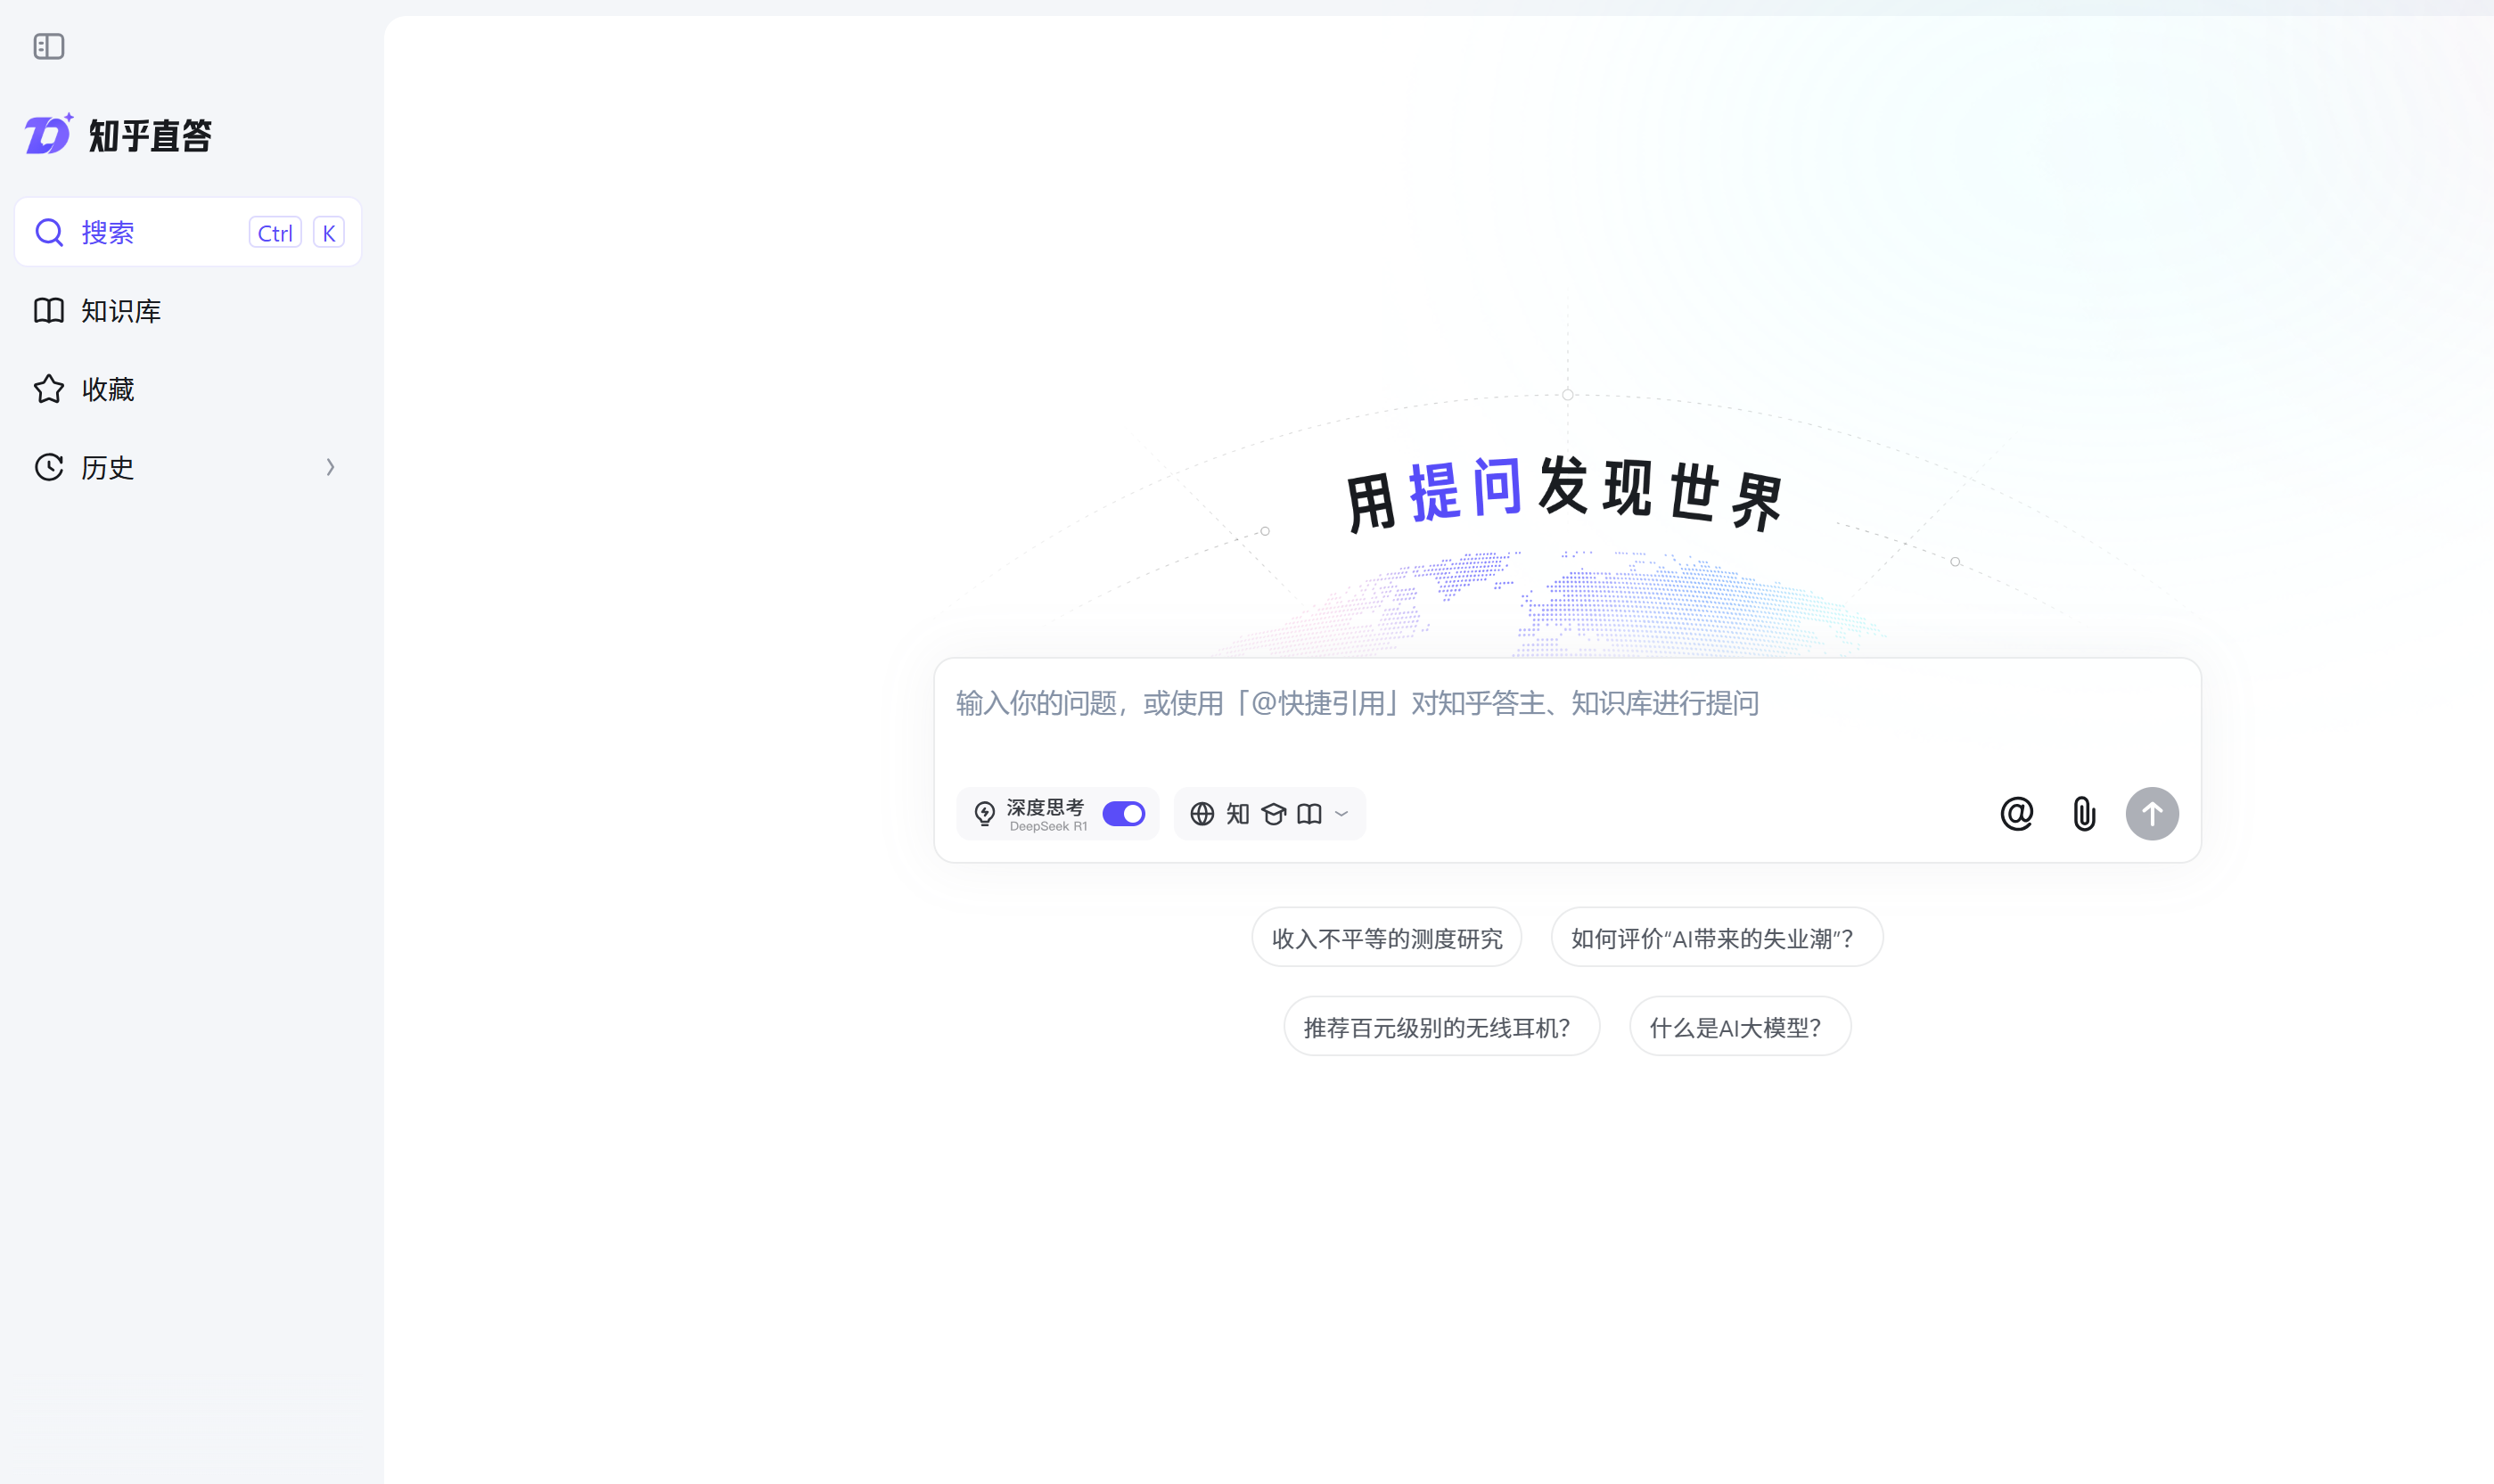 知乎直答
搜索 Ctrl K
知识库
收藏
历史
用提问发现世界
输入你的问题，或使用「@快捷引用」对知乎答主、知识库进行提问
深度思考
DeepSeek R1
知
收入不平等的测度研究
如何评价“AI带来的失业潮”？
推荐百元级别的无线耳机？
什么是AI大模型？